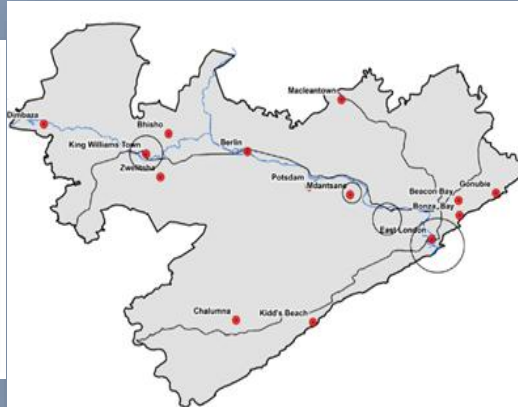 Macleantown
Dimbaza
Bhisho
King Williams Town
Berlin
Zwelitsha
Potsdam
Mdantsane
Gonubie
Beacon Bay
Bonza Bay
East London
Chalumna
Kidd's Beach